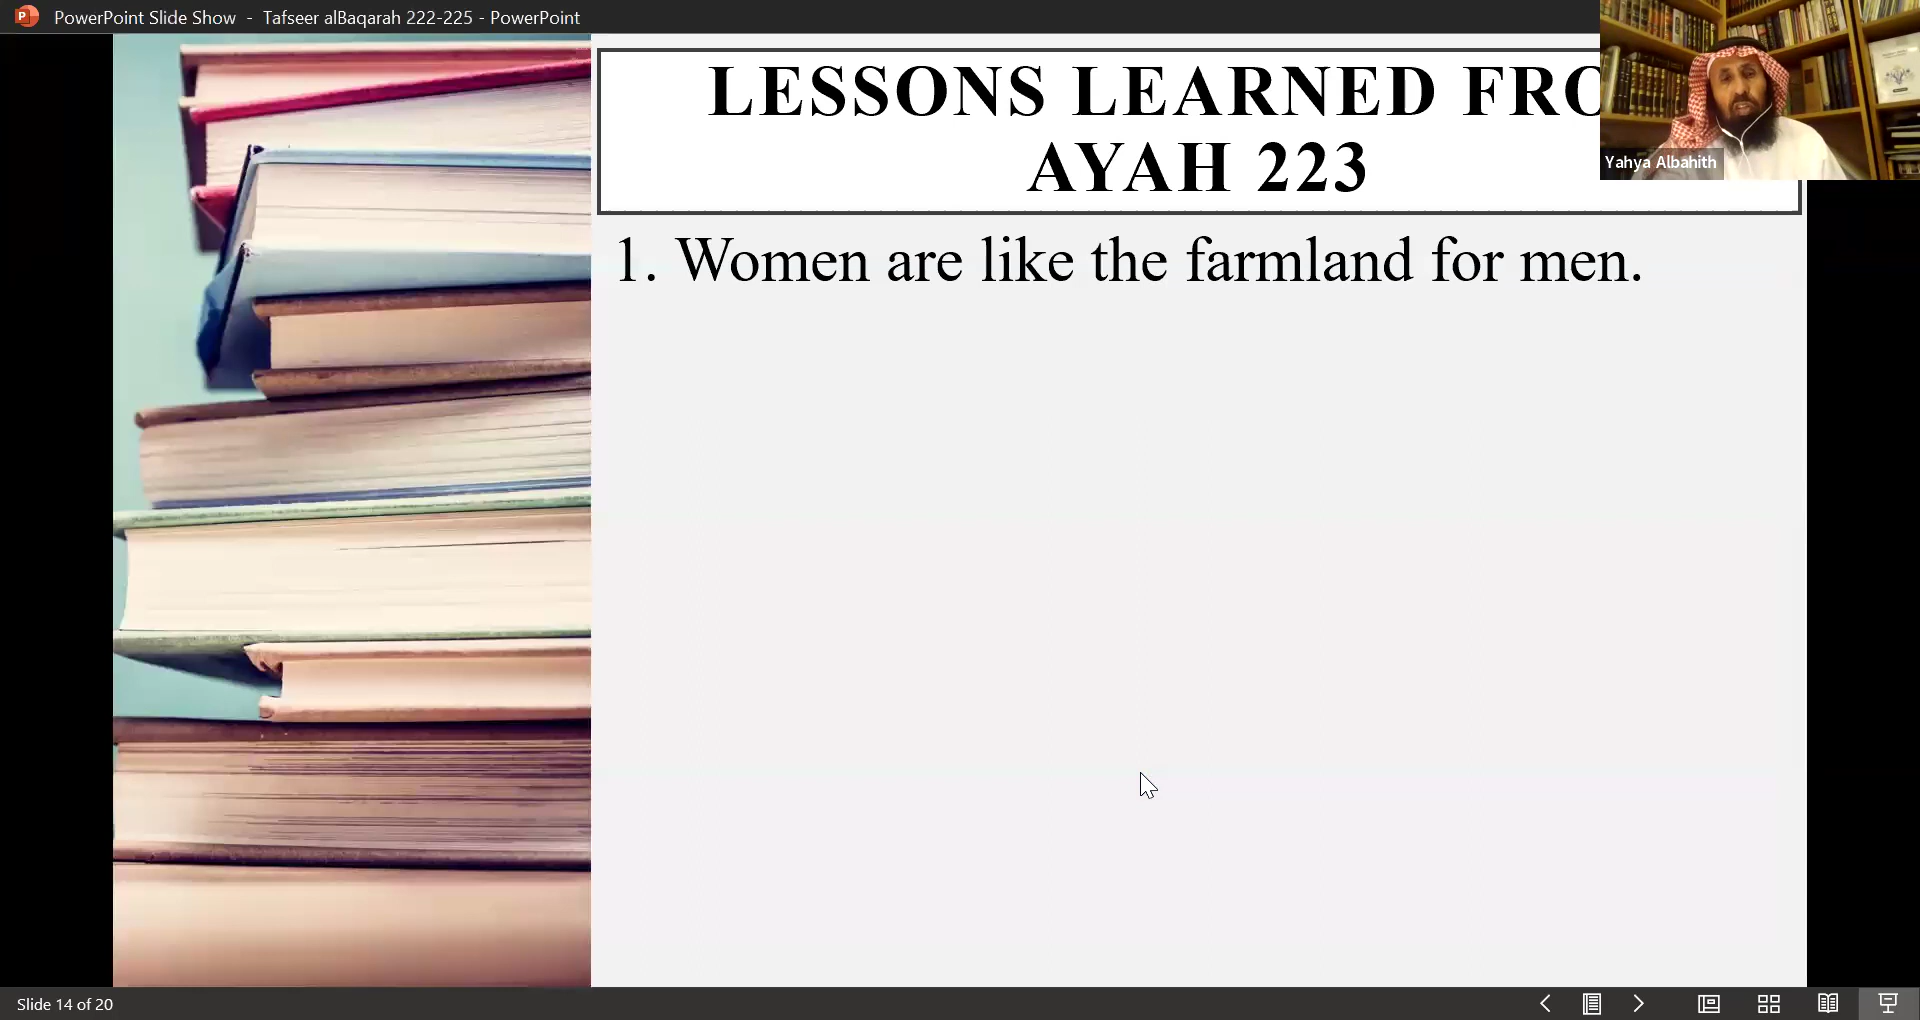 PowerPoint Slide Show - Tafseer alBaqarah 222-225 - PowerPoint
LESSONS LEARNED FRO
AYAH 223
Yahya Albahith
1. Women are like the farmland for men.
Slide 14 of 20